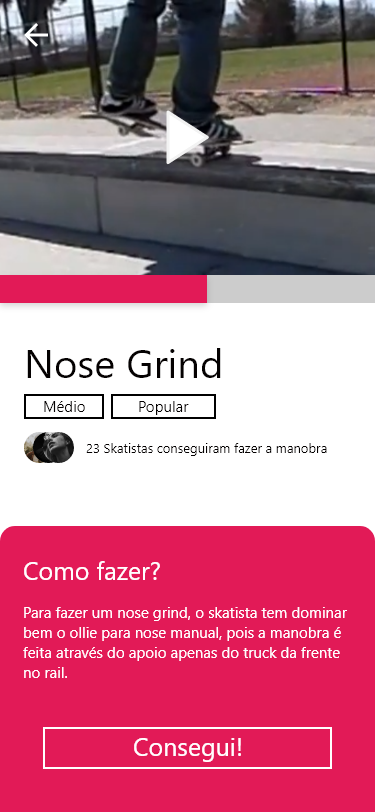 Nose Grind
Médio
Popular
23 Skatistas conseguiram fazer a manobra
Como fazer?
Para fazer um nose grind, o skatista tem dominar
bem o ollie para nose manual, pois a manobra é
feita através do apoio apenas do truck da frente
no rail.
Consegui!